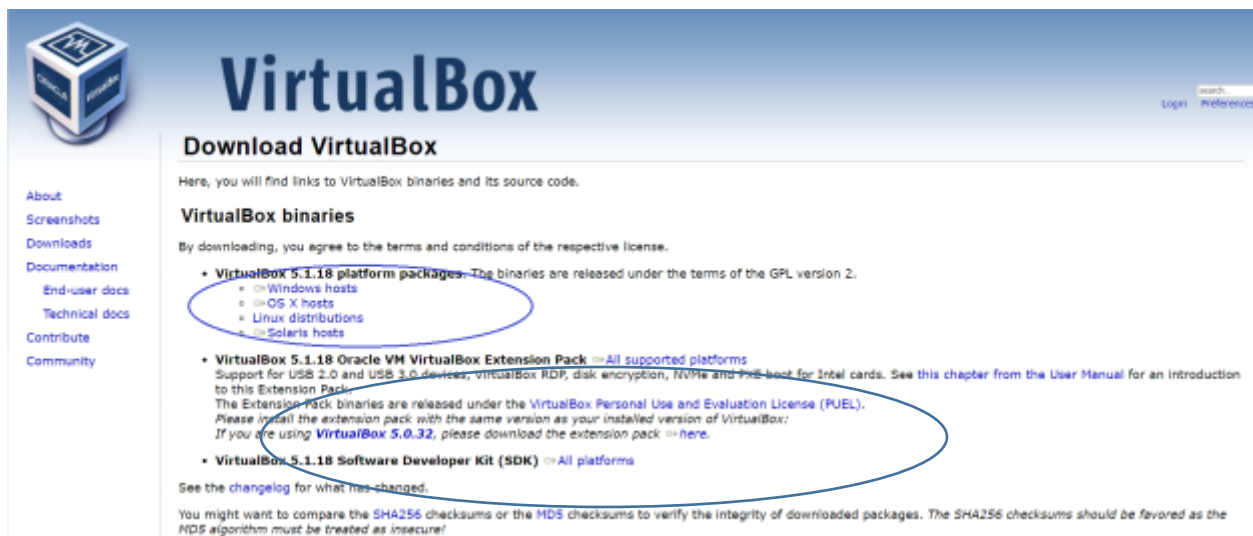 ORACLE
VirtualBox
VirtualBox
search...
Login Preferences
Download VirtualBox
Here, you will find links to VirtualBox binaries and its source code.
About
Screenshots
Downloads
Documentation
End-user docs
Technical docs
Contribute
Community
VirtualBox binaries
By downloading, you agree to the terms and conditions of the respective license.
• VirtualBox 5.1.18 platform packages. The binaries are released under the terms of the GPL version 2.
Windows hosts
OS X hosts
Linux distributions
Solaris hosts
• VirtualBox 5.1.18 Oracle VM VirtualBox Extension Pack All supported platforms
Support for USB 2.0 and USB 3.0 devices, VirtualBox RDP, disk encryption, NVMe and PXE boot for Intel cards. See this chapter from the User Manual for an introduction
to this Extension Pack.
The Extension Pack binaries are released under the VirtualBox Personal Use and Evaluation License (PUEL).
Please install the extension pack with the same version as your installed version of VirtualBox:
If you are using VirtualBox 5.0.32, please download the extension pack here.
• VirtualBox 5.1.18 Software Developer Kit (SDK) All platforms
See the changelog for what has changed.
You might want to compare the SHA256 checksums or the MD5 checksums to verify the integrity of downloaded packages. The SHA256 checksums should be favored as the
MD5 algorithm must be treated as insecure!